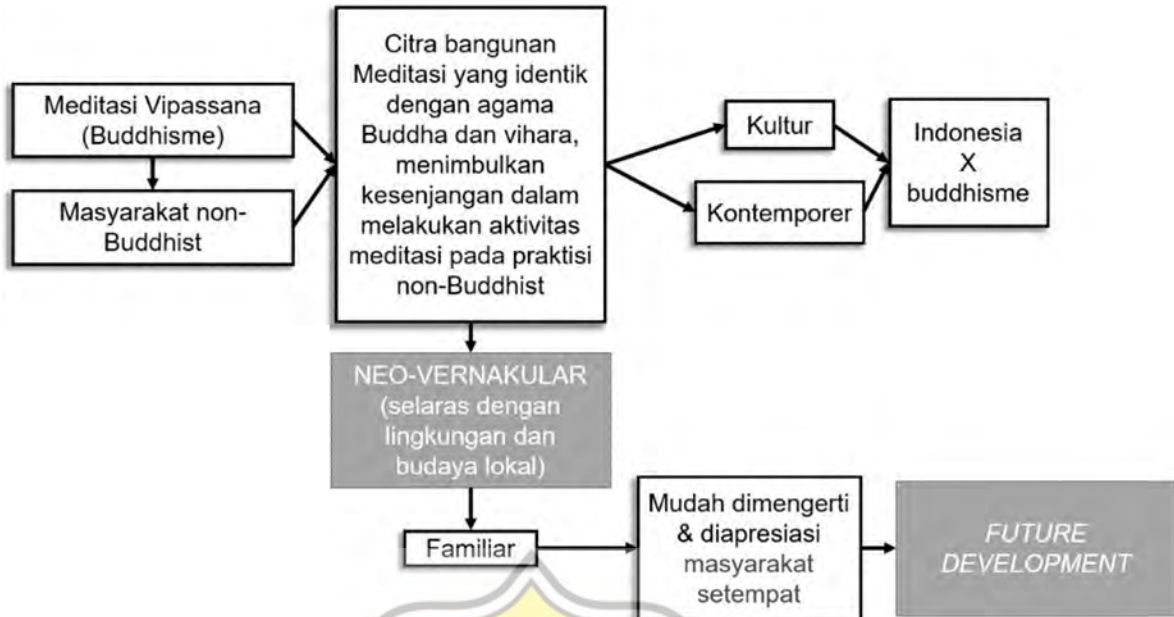 Meditasi Vipassana
(Buddhisme)
Masyarakat non-
Buddhist
Citra bangunan
Meditasi yang identik
dengan agama
Buddha dan vihara,
menimbulkan
kesenjangan dalam
melakukan aktivitas
meditasi pada praktisi
non-Buddhist
Kultur
Kontemporer
Indonesia
X
buddhisme
NEO-VERNAKULAR
(selaras dengan
lingkungan dan
budaya lokal)
Familiar
Mudah dimengerti
& diapresiasi
masyarakat
setempat
FUTURE
DEVELOPMENT